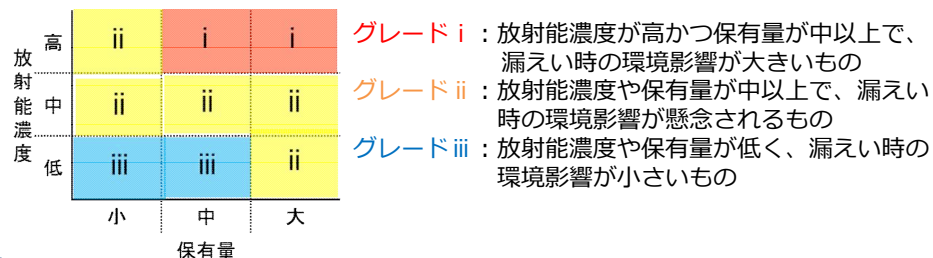 放射能濃度
高 ii i i
中 ii ii ii
低 iii iii ii
小 中 大
保有量
グレード i ：放射能濃度が高かつ保有量が中以上で、
漏えい時の環境影響が大きいもの
グレード ii ：放射能濃度や保有量が中以上で、漏えい
時の環境影響が懸念されるもの
グレード iii ：放射能濃度や保有量が低く、漏えい時の
環境影響が小さいもの